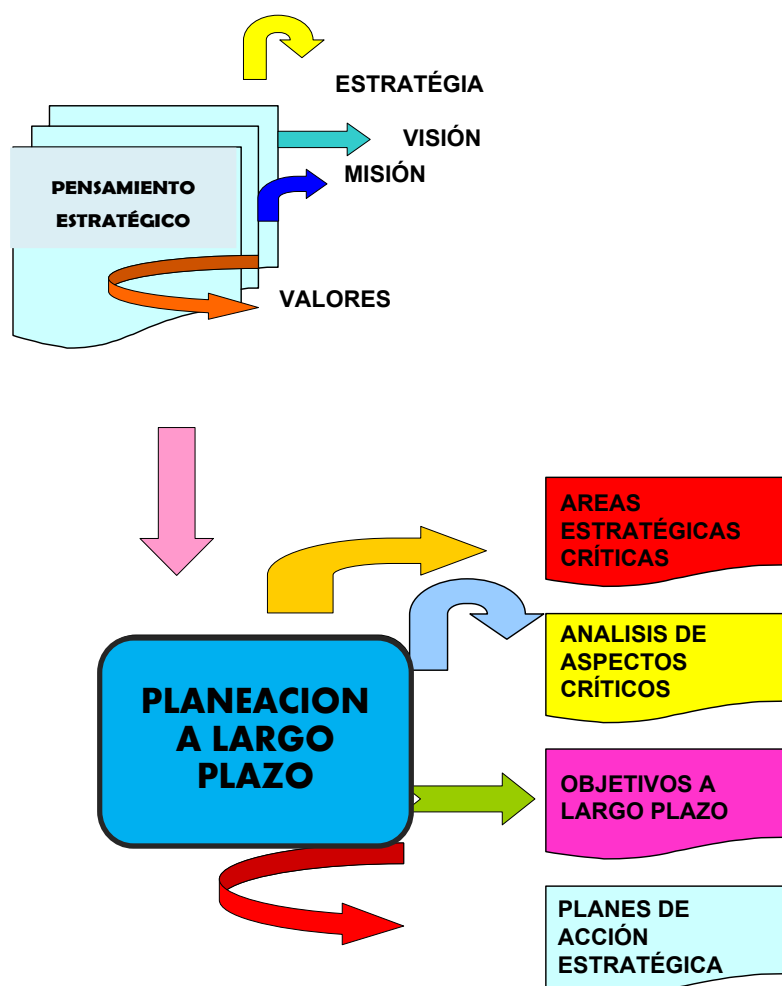 ESTRATÉGIA
VISIÓN
MISIÓN
PENSAMIENTO
ESTRATÉGICO
VALORES
AREAS
ESTRATÉGICAS
CRÍTICAS
ANALISIS DE
ASPECTOS
CRÍTICOS
PLANEACION
A LARGO
PLAZO
OBJETIVOS A
LARGO PLAZO
PLANES DE
ACCIÓN
ESTRATÉGICA